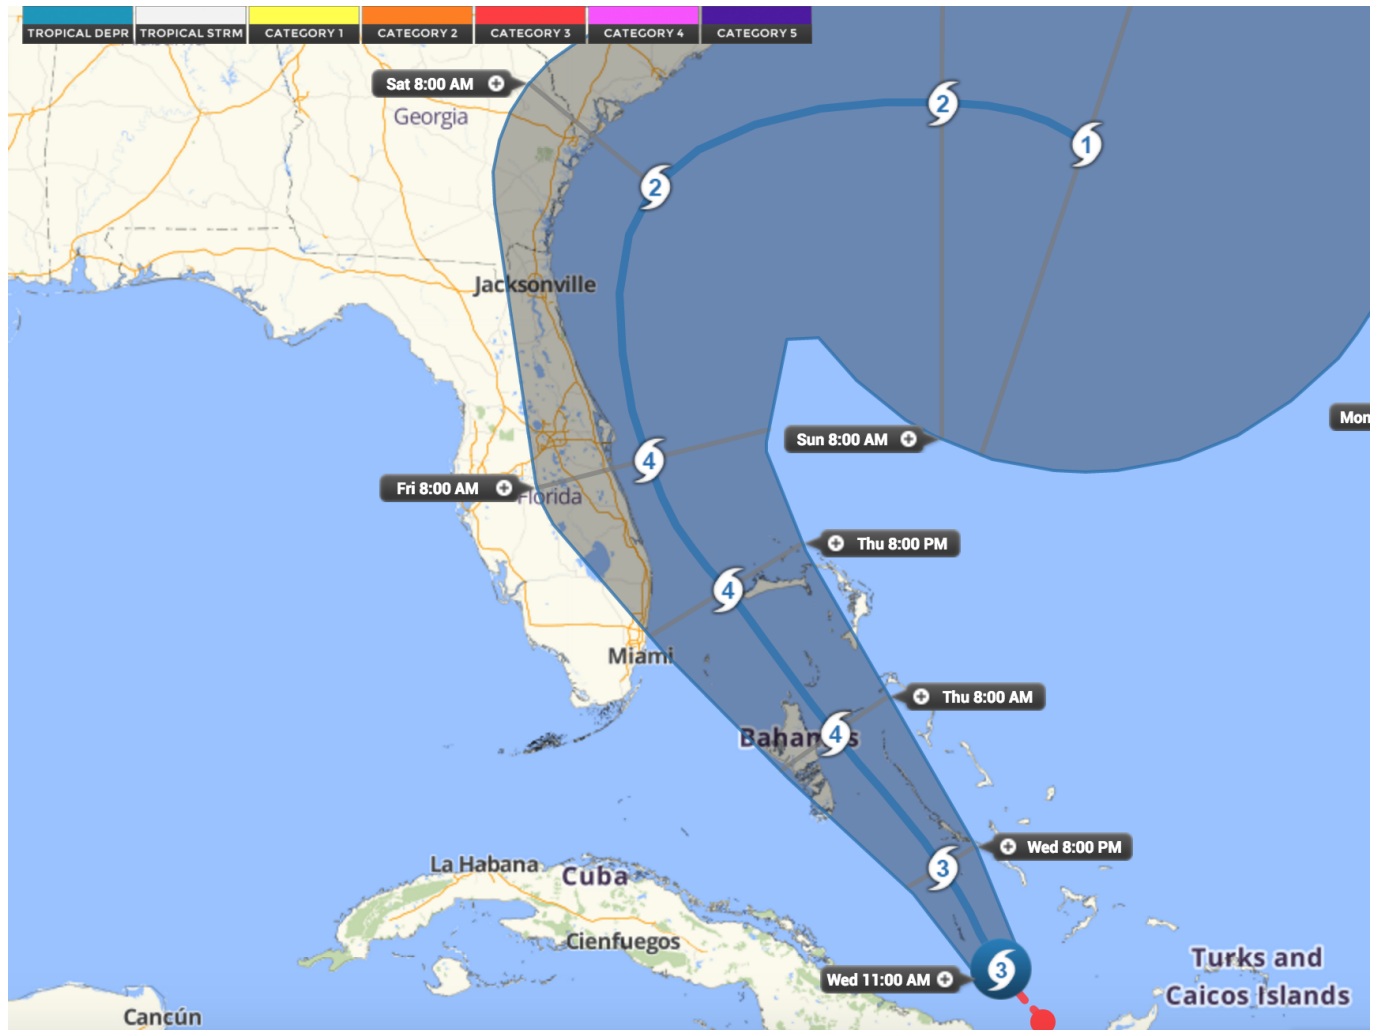 TROPICAL DEPR
TROPICAL STRM
CATEGORY 1
CATEGORY 2
CATEGORY 3
CATEGORY 4
CATEGORY 5
Sat 8:00 AM
Georgia
2
1
2
Jacksonville
Mon
Sun 8:00 AM
4
Fri 8:00 AM
Florida
Thu 8:00 PM
4
Miami
Thu 8:00 AM
Bahamas
4
Wed 8:00 PM
3
La Habana
Cuba
Cienfuegos
Turks and
Caicos Islands
Wed 11:00 AM
3
Cancún